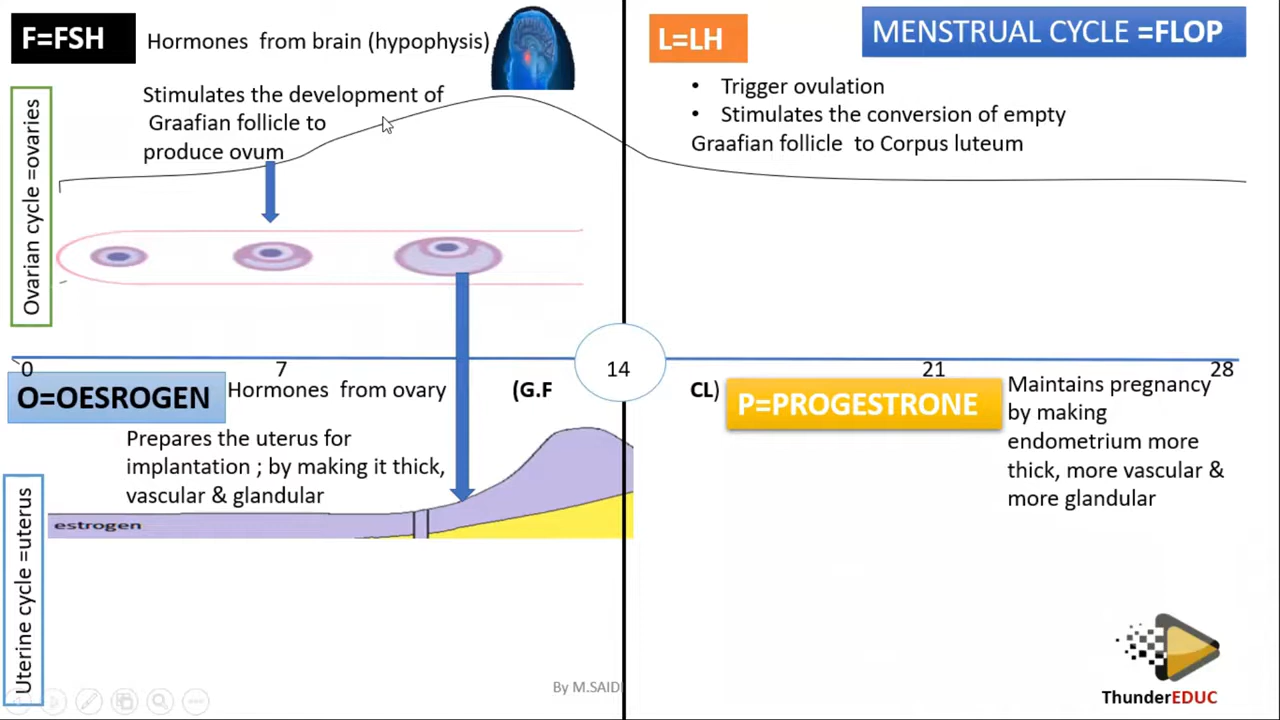 F=FSH
Hormones from brain (hypophysis)
L=LH
MENSTRUAL CYCLE =FLOP
Stimulates the development of
Graafian follicle to
produce ovum
• Trigger ovulation
• Stimulates the conversion of empty
Graafian follicle to Corpus luteum
Ovarian cycle =ovaries
0 7 14 21 28
O=OESROGEN
Hormones from ovary
(G.F
CL)
P=PROGESTRONE
Maintains pregnancy
by making
endometrium more
thick, more vascular &
more glandular
Prepares the uterus for
implantation ; by making it thick,
vascular & glandular
estrogen
Uterine cycle =uterus
By M.SAIDI
ThunderEDUC